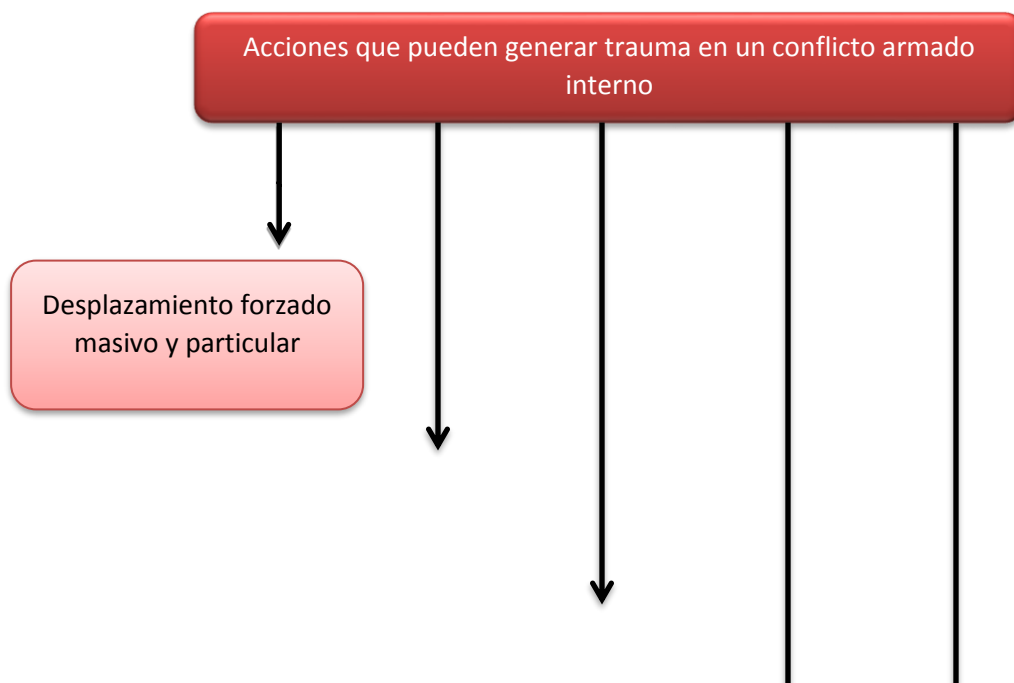 Acciones que pueden generar trauma en un conflicto armado
interno
Desplazamiento forzado
masivo y particular